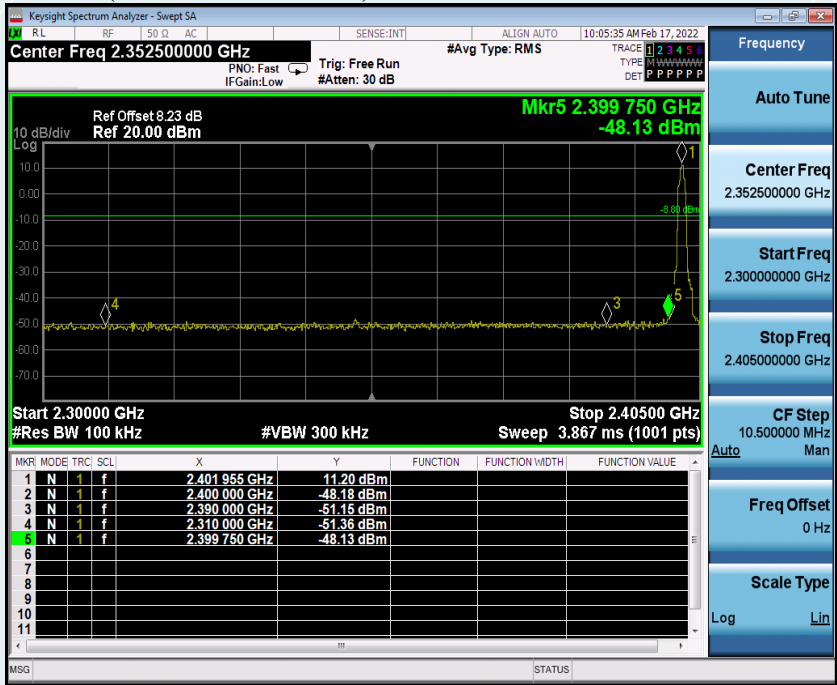 Keysight Spectrum Analyzer - Swept SA
LXI RL RF 50 Ω AC SENSE:INT ALIGN AUTO 10:05:35 AM Feb 17, 2022
Center Freq 2.352500000 GHz #Avg Type: RMS TRACE 1 2 3 4 5 6
PNO: Fast Trig: Free Run TYPE M WWWWW
IFGain:Low #Atten: 30 dB DET P P P P P P
Mkr5 2.399 750 GHz
-48.13 dBm
Ref Offset 8.23 dB
10 dB/div Ref 20.00 dBm
Log
1
10.0
0.00
-8.80 dBm
-10.0
-20.0
-30.0
-40.0
4
3
5
-50.0
-60.0
-70.0
Start 2.30000 GHz Stop 2.40500 GHz
#Res BW 100 kHz #VBW 300 kHz Sweep 3.867 ms (1001 pts)
MKR MODE TRC SCL X Y FUNCTION FUNCTION WIDTH FUNCTION VALUE
1 N 1 f 2.401 955 GHz 11.20 dBm
2 N 1 f 2.400 000 GHz -48.18 dBm
3 N 1 f 2.390 000 GHz -51.15 dBm
4 N 1 f 2.310 000 GHz -51.36 dBm
5 N 1 f 2.399 750 GHz -48.13 dBm
6
7
8
9
10
11
MSG STATUS
Frequency
Auto Tune
Center Freq
2.352500000 GHz
Start Freq
2.300000000 GHz
Stop Freq
2.405000000 GHz
CF Step
10.500000 MHz
Auto Man
Freq Offset
0 Hz
Scale Type
Log Lin